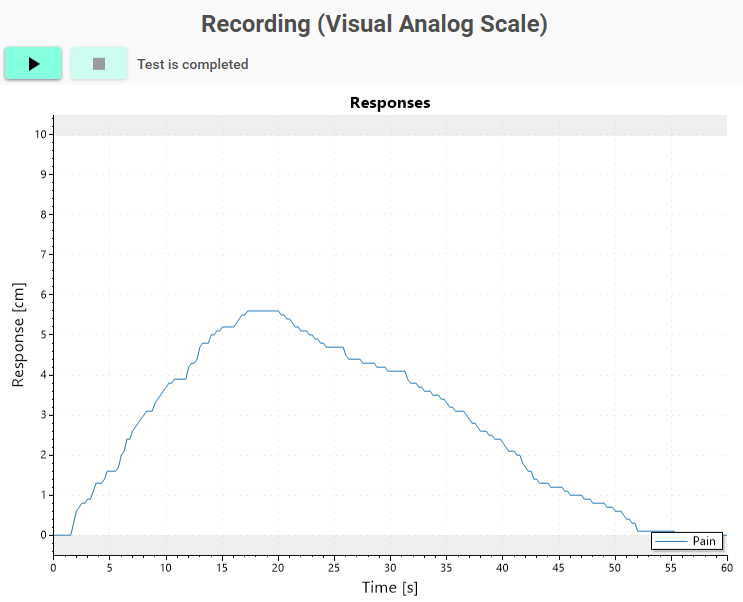 Recording (Visual Analog Scale)
Test is completed
Responses
10
9
8
7
6
5
4
3
2
1
0
Response [cm]
Pain
0 5 10 15 20 25 30 35 40 45 50 55 60
Time [s]